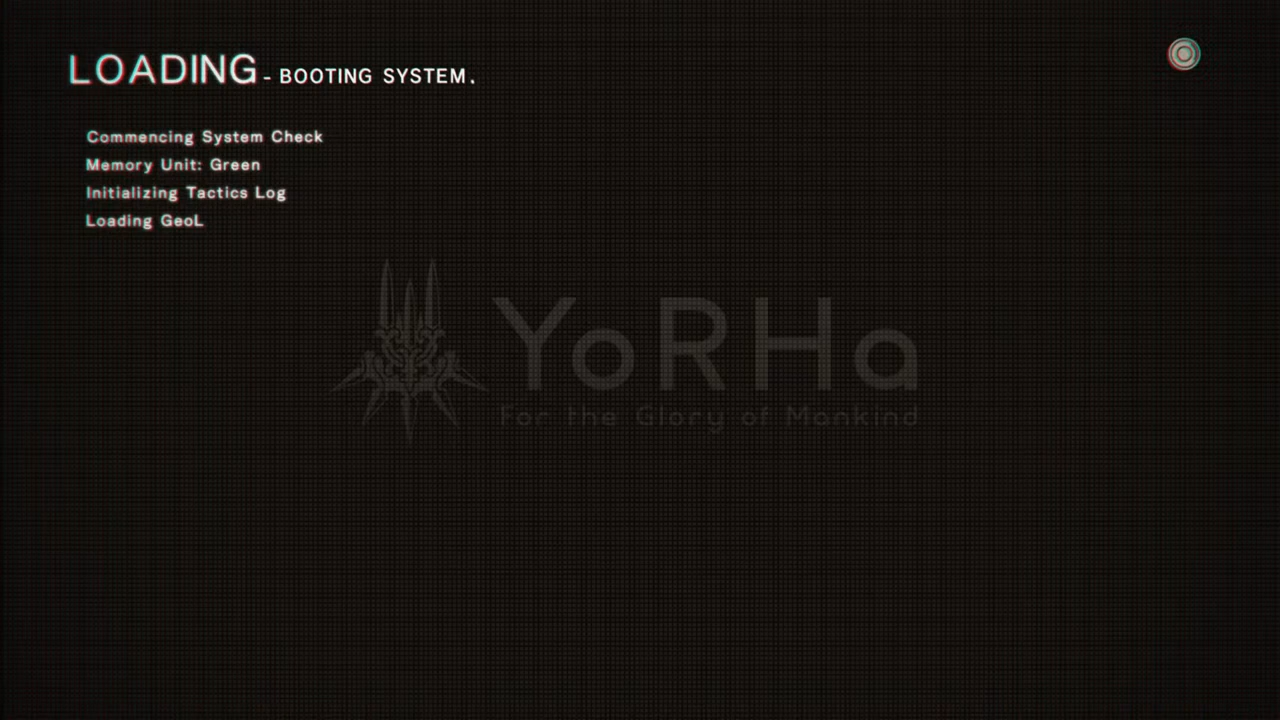 LOADING - BOOTING SYSTEM.
Commencing System Check
Memory Unit: Green
Initializing Tactics Log
Loading GeoL
YoRHa
For the Glory of Mankind